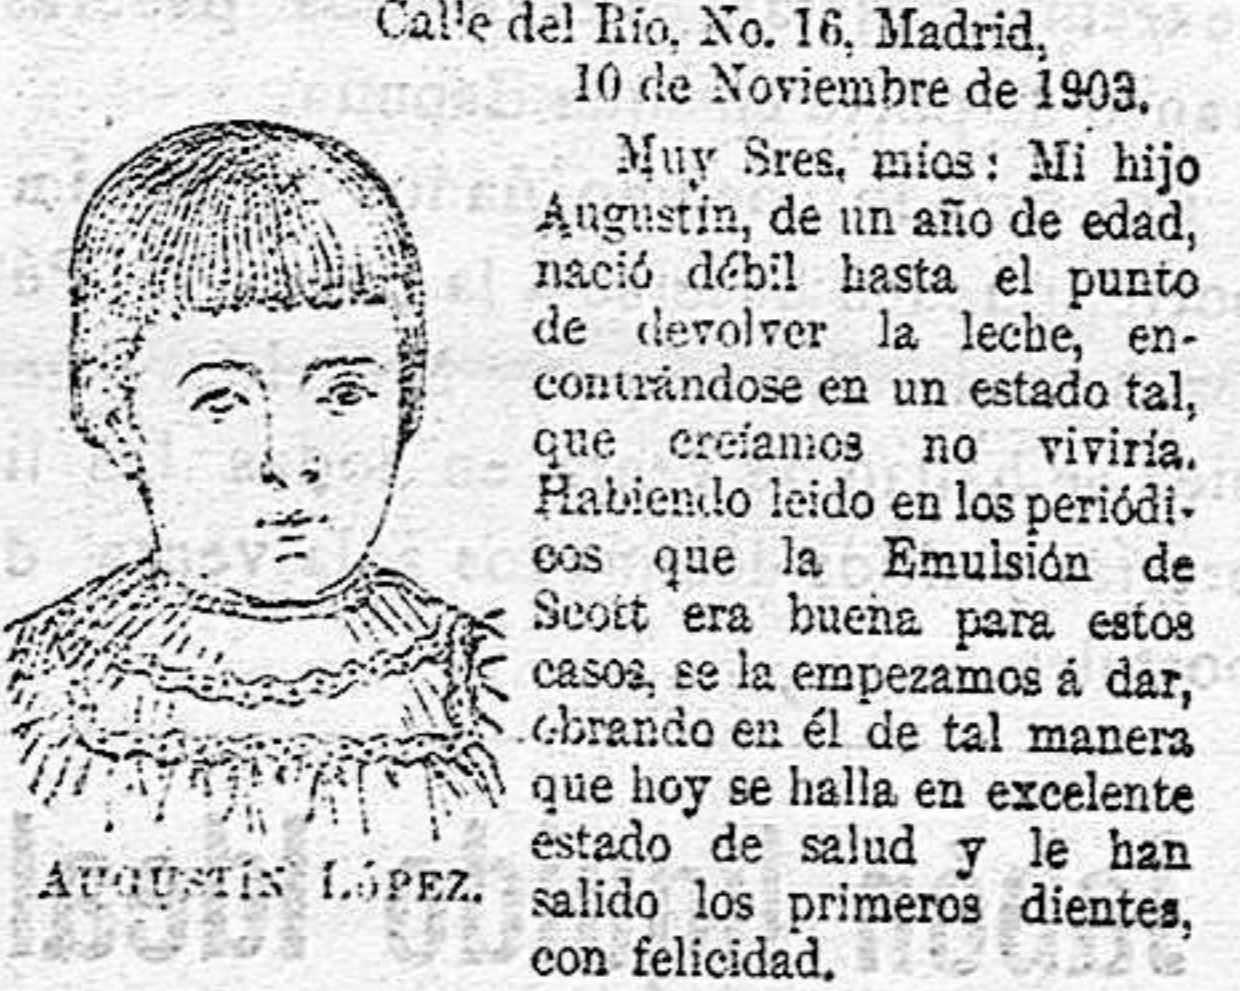 Calle del Río, No. 16, Madrid,
10 de Noviembre de 1903.
Muy Sres, míos: Mi hijo
Augustín, de un año de edad,
nació débil hasta el punto
de devolver la leche, en-
contrándose en un estado tal,
que creíamos no viviría.
Habiendo leido en los periódi-
cos que la Emulsión de
Scott era buena para estos
casos, se la empezamos á dar,
obrando en él de tal manera
que hoy se halla en excelente
estado de salud y le han
salido los primeros dientes,
con felicidad.
AUGUSTÍN LÓPEZ.